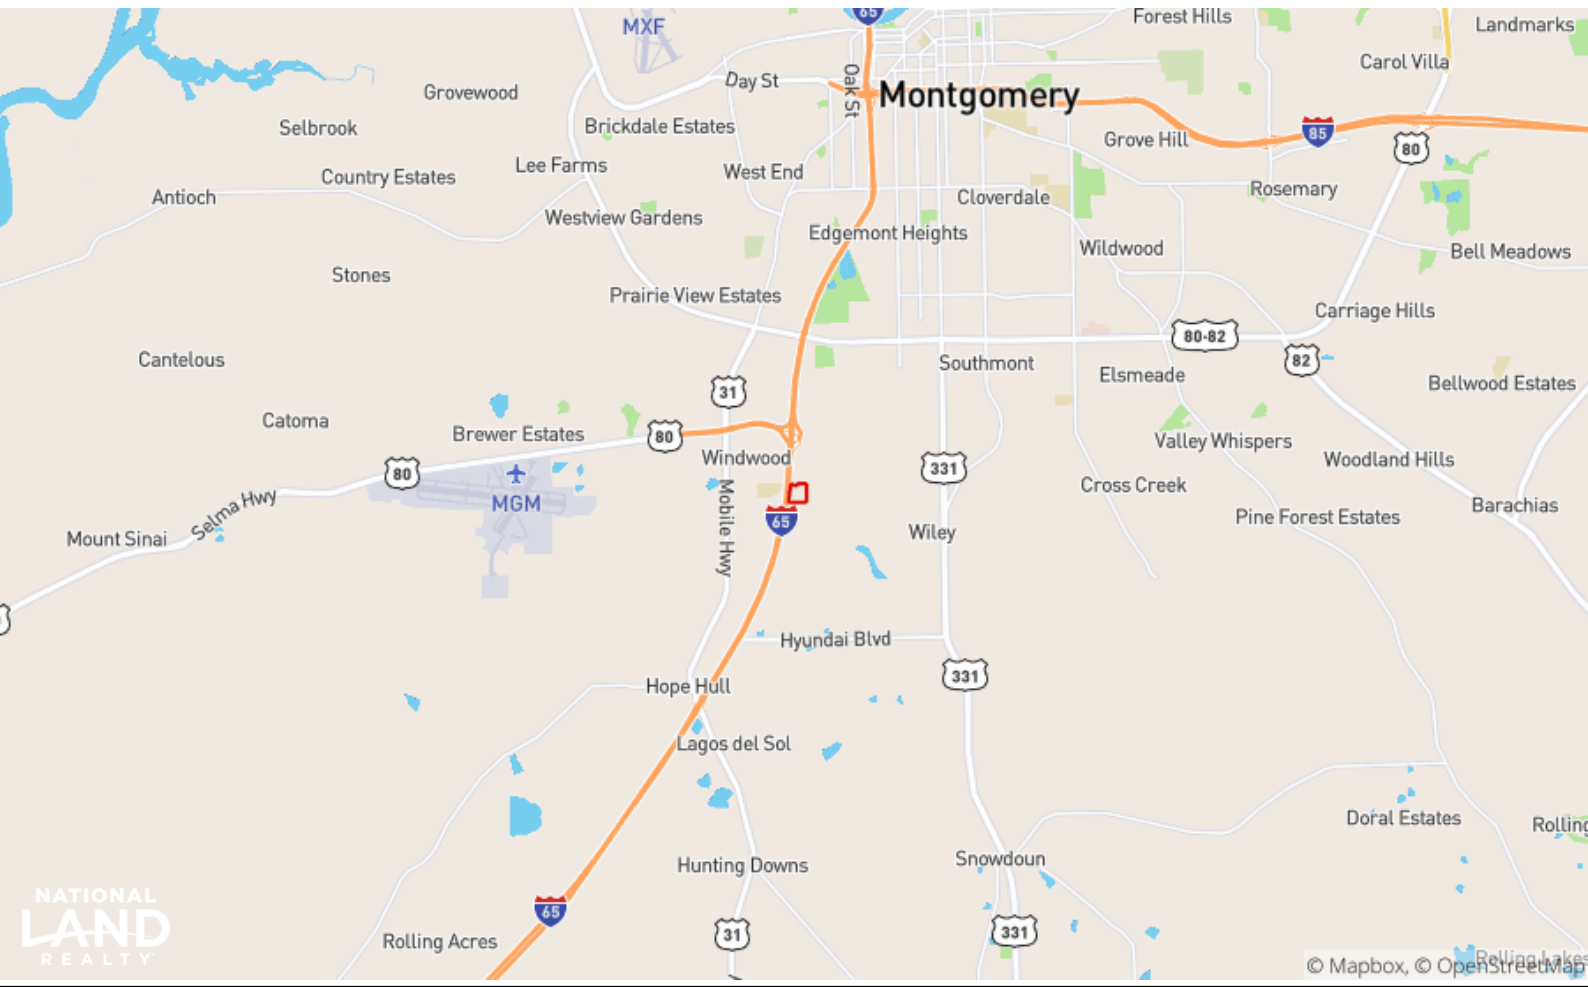 65
MXF
Forest Hills
Landmarks
Carol Villa
Day St
Oak St
Montgomery
Grovewood
Selbrook
Brickdale Estates
85
Grove Hill
80
Lee Farms
West End
Country Estates
Antioch
Cloverdale
Rosemary
Westview Gardens
Edgemont Heights
Wildwood
Bell Meadows
Stones
Prairie View Estates
Carriage Hills
80-82
Cantelous
82
Southmont
Elsmeade
Bellwood Estates
31
Catoma
Brewer Estates
80
Valley Whispers
Windwood
Woodland Hills
80
331
Cross Creek
MGM
Selma Hwy
Mobile Hwy
65
Barachias
Pine Forest Estates
Wiley
Mount Sinai
Hyundai Blvd
331
Hope Hull
Lagos del Sol
Doral Estates
Rolling
Hunting Downs
Snowdoun
NATIONAL
LAND
REALTY
65
31
331
Rolling Acres
Rolling Lakes
© Mapbox, © OpenStreetMap